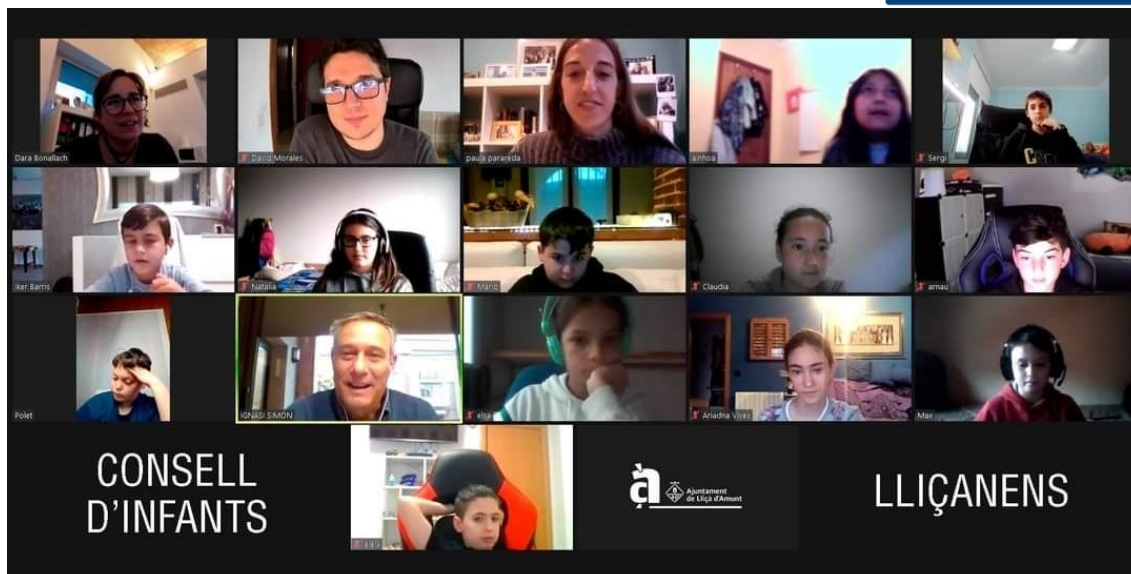 Dara Bonallach
David Morales
paula parareda
ainhoa
Sergi
Iker Barris
Natalia
Mario
Claudia
arnau
Polet
IGNASI SIMON
elsa
Ariadna Vives
Max
CONSELL
D'INFANTS
à
Ajuntament
de Lliçà d'Amunt
LLIÇANENS